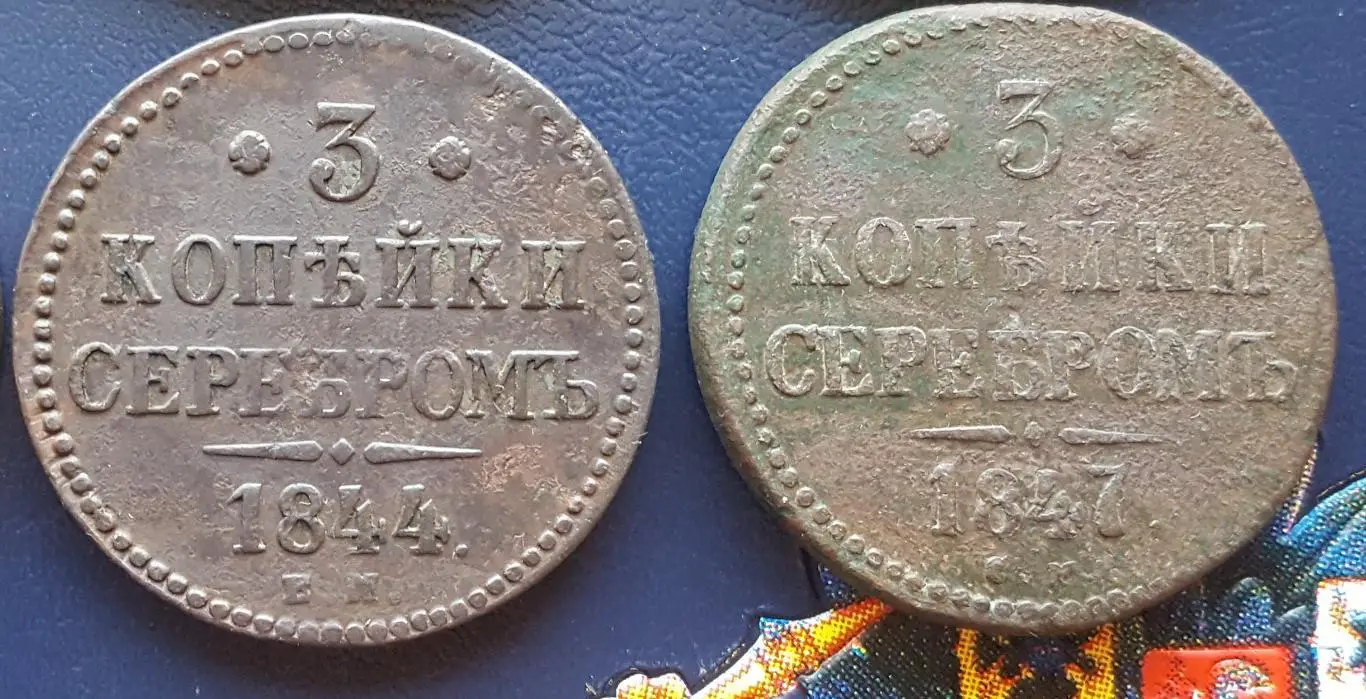 3
КОПѢЙКИ
СЕРЕБРОМЪ
1844.
Е М.
3
КОПѢЙКИ
СЕРЕБРОМЪ
1847.
С. М.